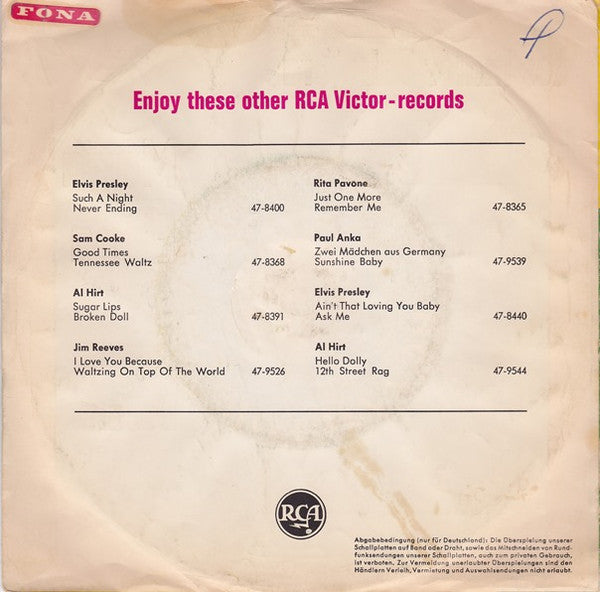 FONA
Enjoy these other RCA Victor-records
Elvis Presley
Such A Night
Never Ending 47-8400
Sam Cooke
Good Times
Tennessee Waltz 47-8368
Al Hirt
Sugar Lips
Broken Doll 47-8391
Jim Reeves
I Love You Because
Waltzing On Top Of The World 47-9526
Rita Pavone
Just One More
Remember Me 47-8365
Paul Anka
Zwei Mädchen aus Germany
Sunshine Baby 47-9539
Elvis Presley
Ain't That Loving You Baby
Ask Me 47-8440
Al Hirt
Hello Dolly
12th Street Rag 47-9544
RCA
Abgabebedingung (nur für Deutschland): Die Überspielung unserer
Schallplatten auf Band oder Draht, sowie das Mitschneiden von Rund-
funksendungen unserer Schallplatten, auch zum privaten Gebrauch,
ist verboten. Zur Vermeidung unerlaubter Überspielungen sind den
Händlern Verleih, Vermietung und Auswahlsendungen nicht erlaubt.